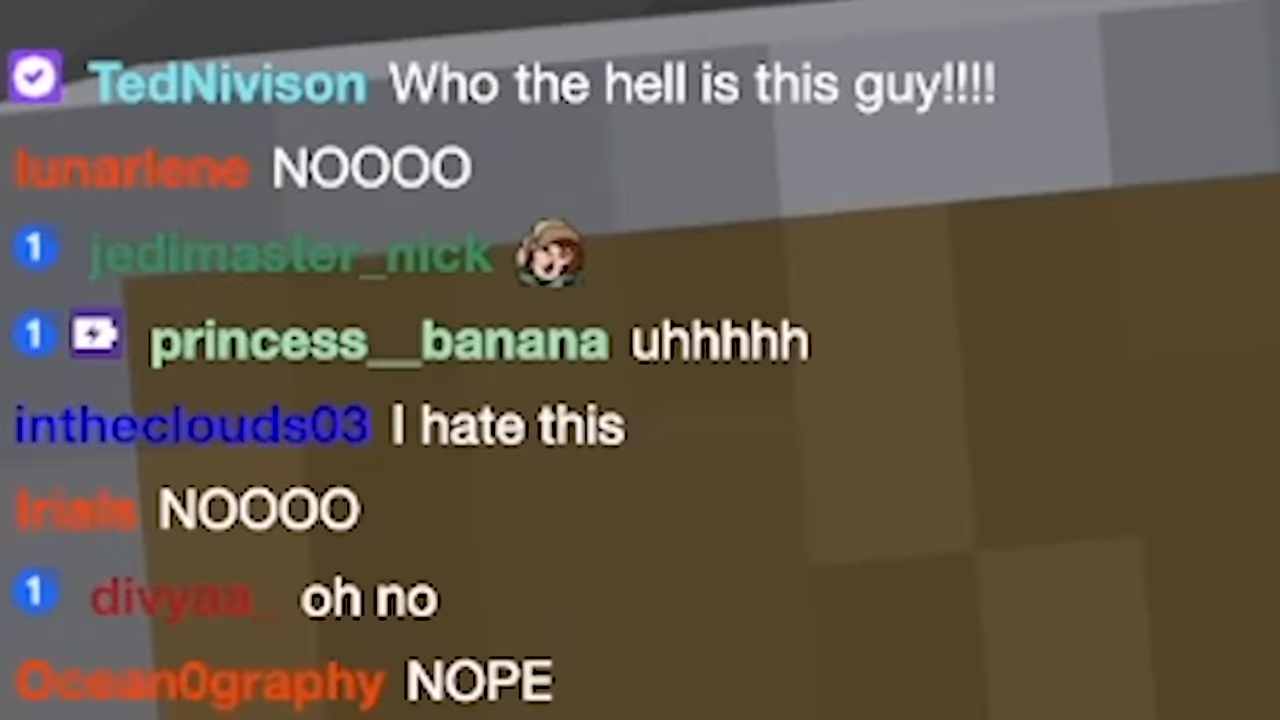 TedNivison Who the hell is this guy!!!!
lunarlene NOOOO
1 jedimaster_nick
1 princess__banana uhhhhh
intheclouds03 I hate this
Irials NOOOO
1 divyaa_ oh no
Ocean0graphy NOPE